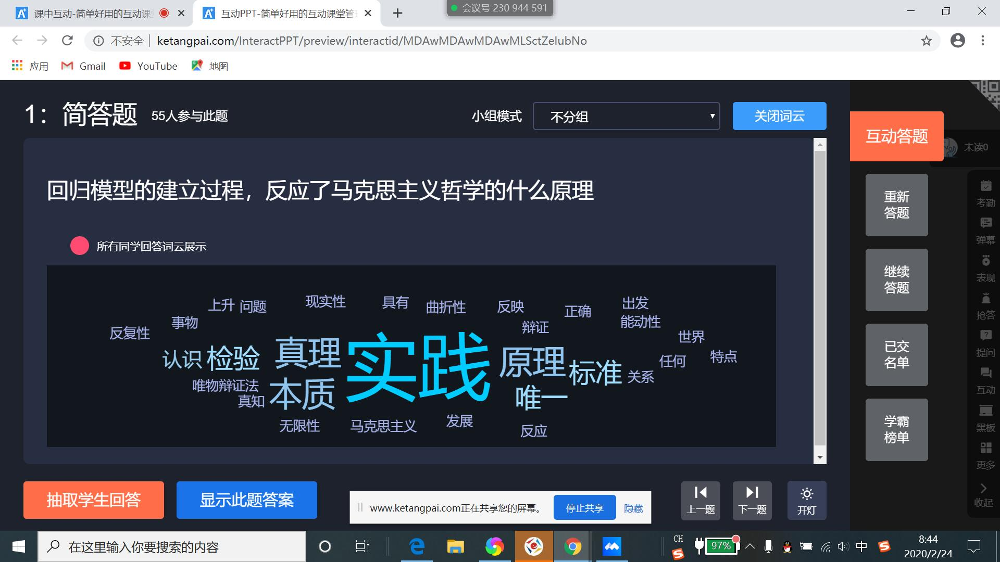 课中互动-简单好用的互动课堂
互动PPT-简单好用的互动课堂管理
会议号 230 944 591
不安全
ketangpai.com/InteractPPT/preview/interactid/MDAwMDAwMDAwMLSctZeIubNo
应用
Gmail
YouTube
地图
1：简答题
55人参与此题
小组模式
不分组
关闭词云
互动答题
未读0
回归模型的建立过程，反应了马克思主义哲学的什么原理
所有同学回答词云展示
上升
问题
现实性
具有
曲折性
反映
正确
出发
能动性
事物
反复性
辩证
世界
认识
检验
真理
实践
原理
标准
任何
特点
关系
唯物辩证法
真知
本质
唯一
无限性
马克思主义
发展
反应
重新
答题
继续
答题
已交
名单
学霸
榜单
考勤
弹幕
表现
抢答
提问
互动
黑板
更多
收起
抽取学生回答
显示此题答案
www.ketangpai.com正在共享您的屏幕。
停止共享
隐藏
上一题
下一题
开灯
在这里输入你要搜索的内容
CH
97%
中
8:44
2020/2/24